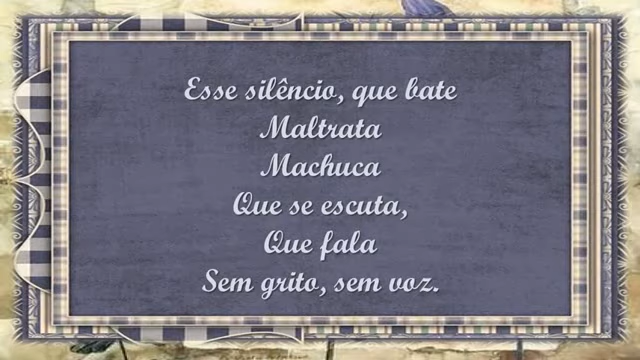 Esse silêncio, que bate
Maltrata
Machuca
Que se escuta,
Que fala
Sem grito, sem voz.